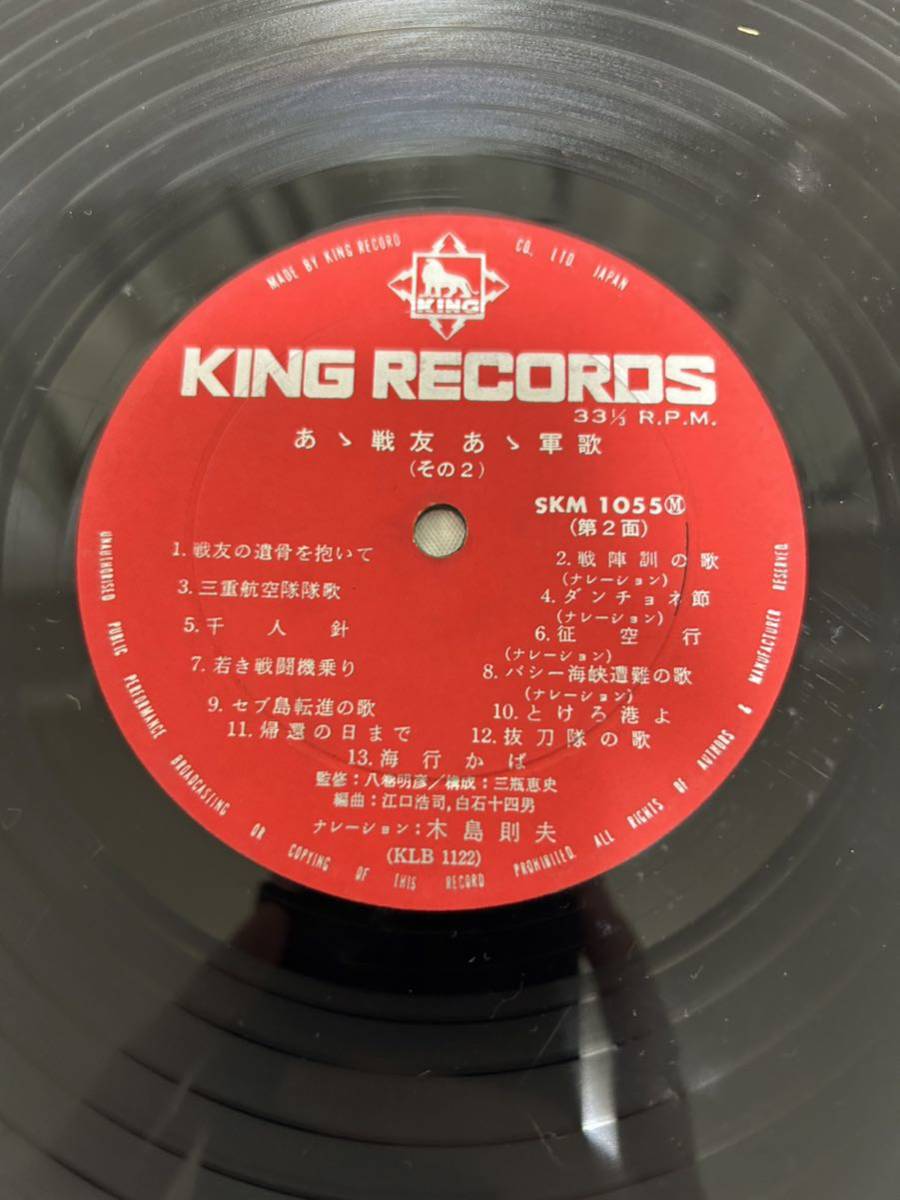 MADE BY KING RECORD CO., LTD. JAPAN
KING
KING RECORDS
33⅓ R.P.M.
あゝ戦友 あゝ軍歌
(その2)
SKM 1055Ⓜ
(第2面)
1. 戦友の遺骨を抱いて
2. 戦陣訓の歌
(ナレーション)
3. 三重航空隊隊歌
4. ダンチョネ節
(ナレーション)
5. 千人針
6. 征空行
(ナレーション)
7. 若き戦闘機乗り
8. バシー海峡遭難の歌
(ナレーション)
9. セブ島転進の歌
10. とける港よ
11. 帰還の日まで
12. 抜刀隊の歌
13. 海行かば
監修:八巻明彦/構成:三瓶恵史
編曲:江口浩司, 白石十四男
ナレーション:木島則夫
(KLB 1122)
UNAUTHORISED PUBLIC PERFORMANCE BROADCASTING OR COPYING OF THIS RECORD PROHIBITED. ALL RIGHTS OF AUTHORS & MANUFACTURER RESERVED.